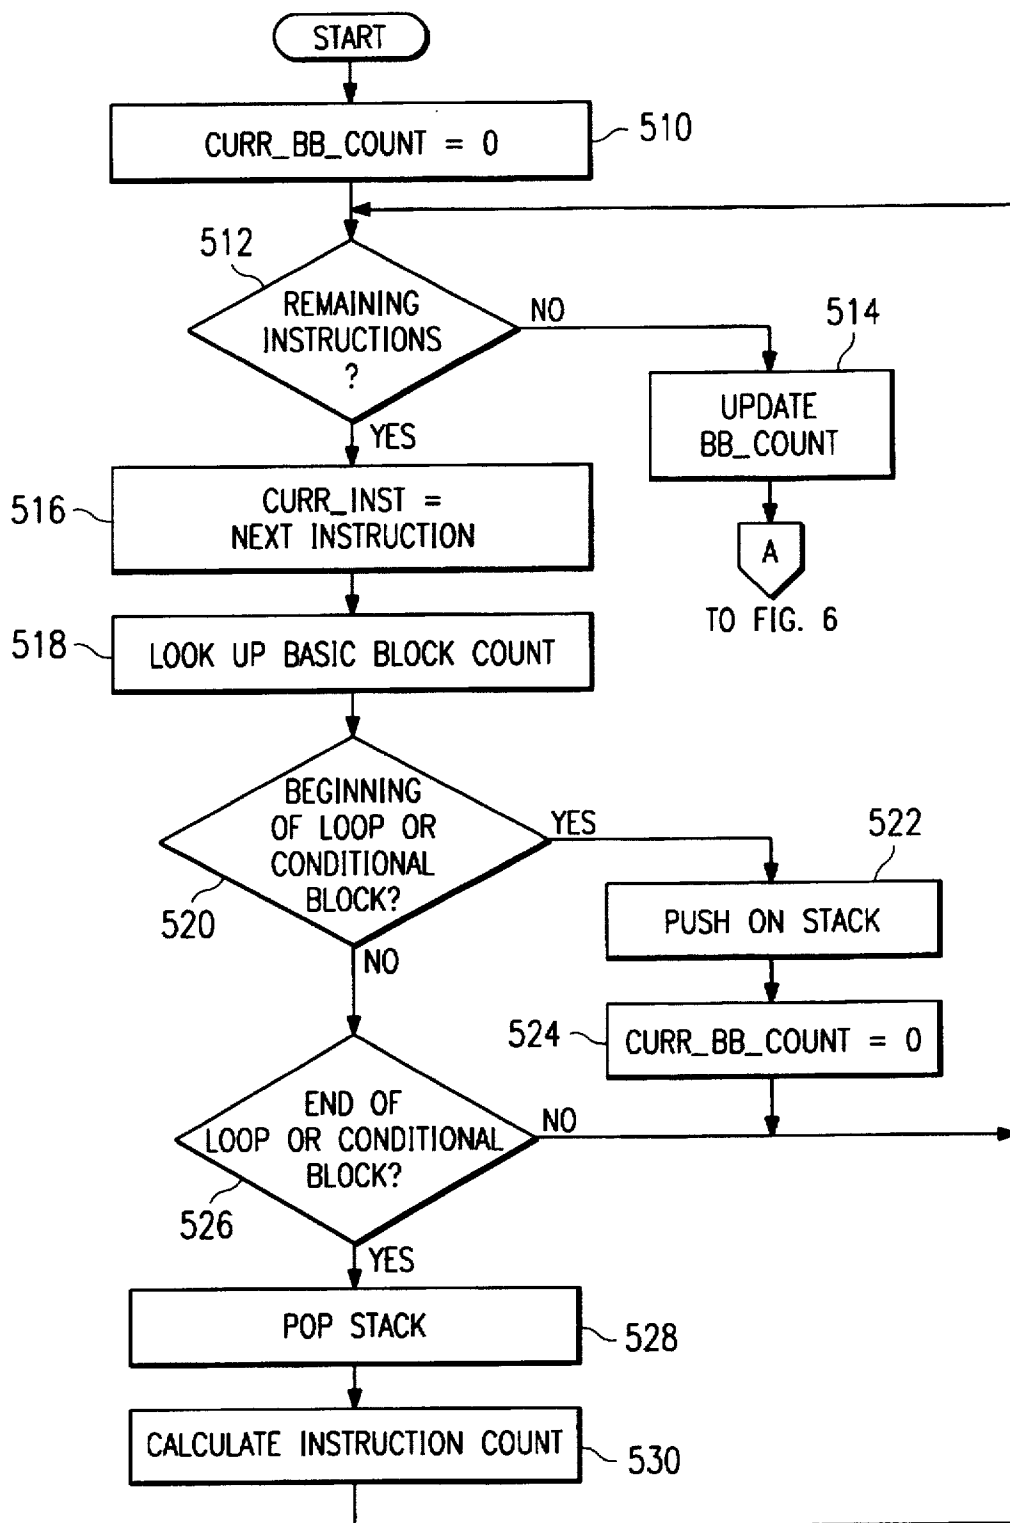 START
CURR_BB_COUNT = 0
510
512
REMAINING
INSTRUCTIONS
?
NO
514
UPDATE
BB_COUNT
YES
516
CURR_INST =
NEXT INSTRUCTION
A
TO FIG. 6
518
LOOK UP BASIC BLOCK COUNT
BEGINNING
OF LOOP OR
CONDITIONAL
BLOCK?
YES
520
522
PUSH ON STACK
NO
524
CURR_BB_COUNT = 0
END OF
LOOP OR CONDITIONAL
BLOCK?
NO
526
YES
POP STACK
528
CALCULATE INSTRUCTION COUNT
530